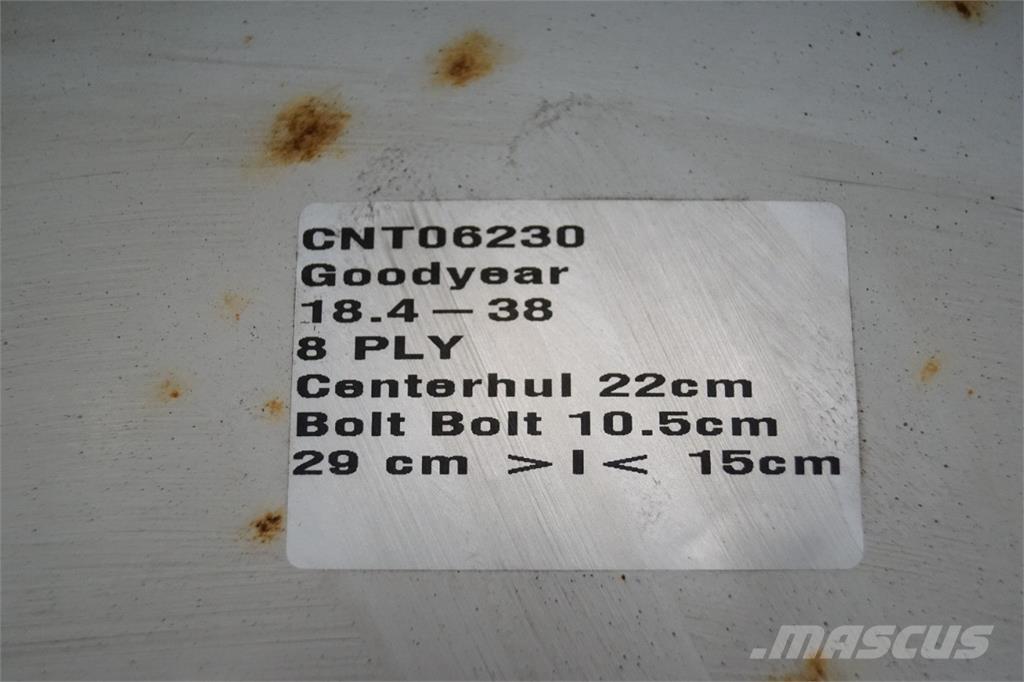 CNT06230
Goodyear
18.4 — 38
8 PLY
Centerhul 22cm
Bolt Bolt 10.5cm
29 cm >I< 15cm
.MASCUS